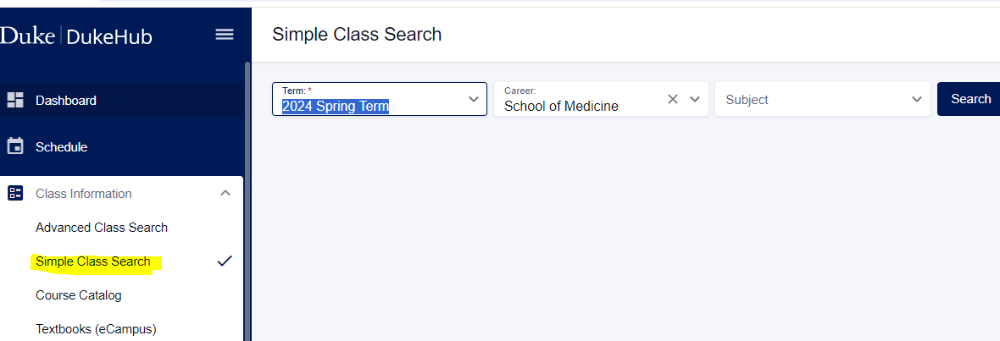 Duke DukeHub
Simple Class Search
Term: *
2024 Spring Term
Career:
School of Medicine
Subject
Search
Dashboard
Schedule
Class Information
Advanced Class Search
Simple Class Search
Course Catalog
Textbooks (eCampus)